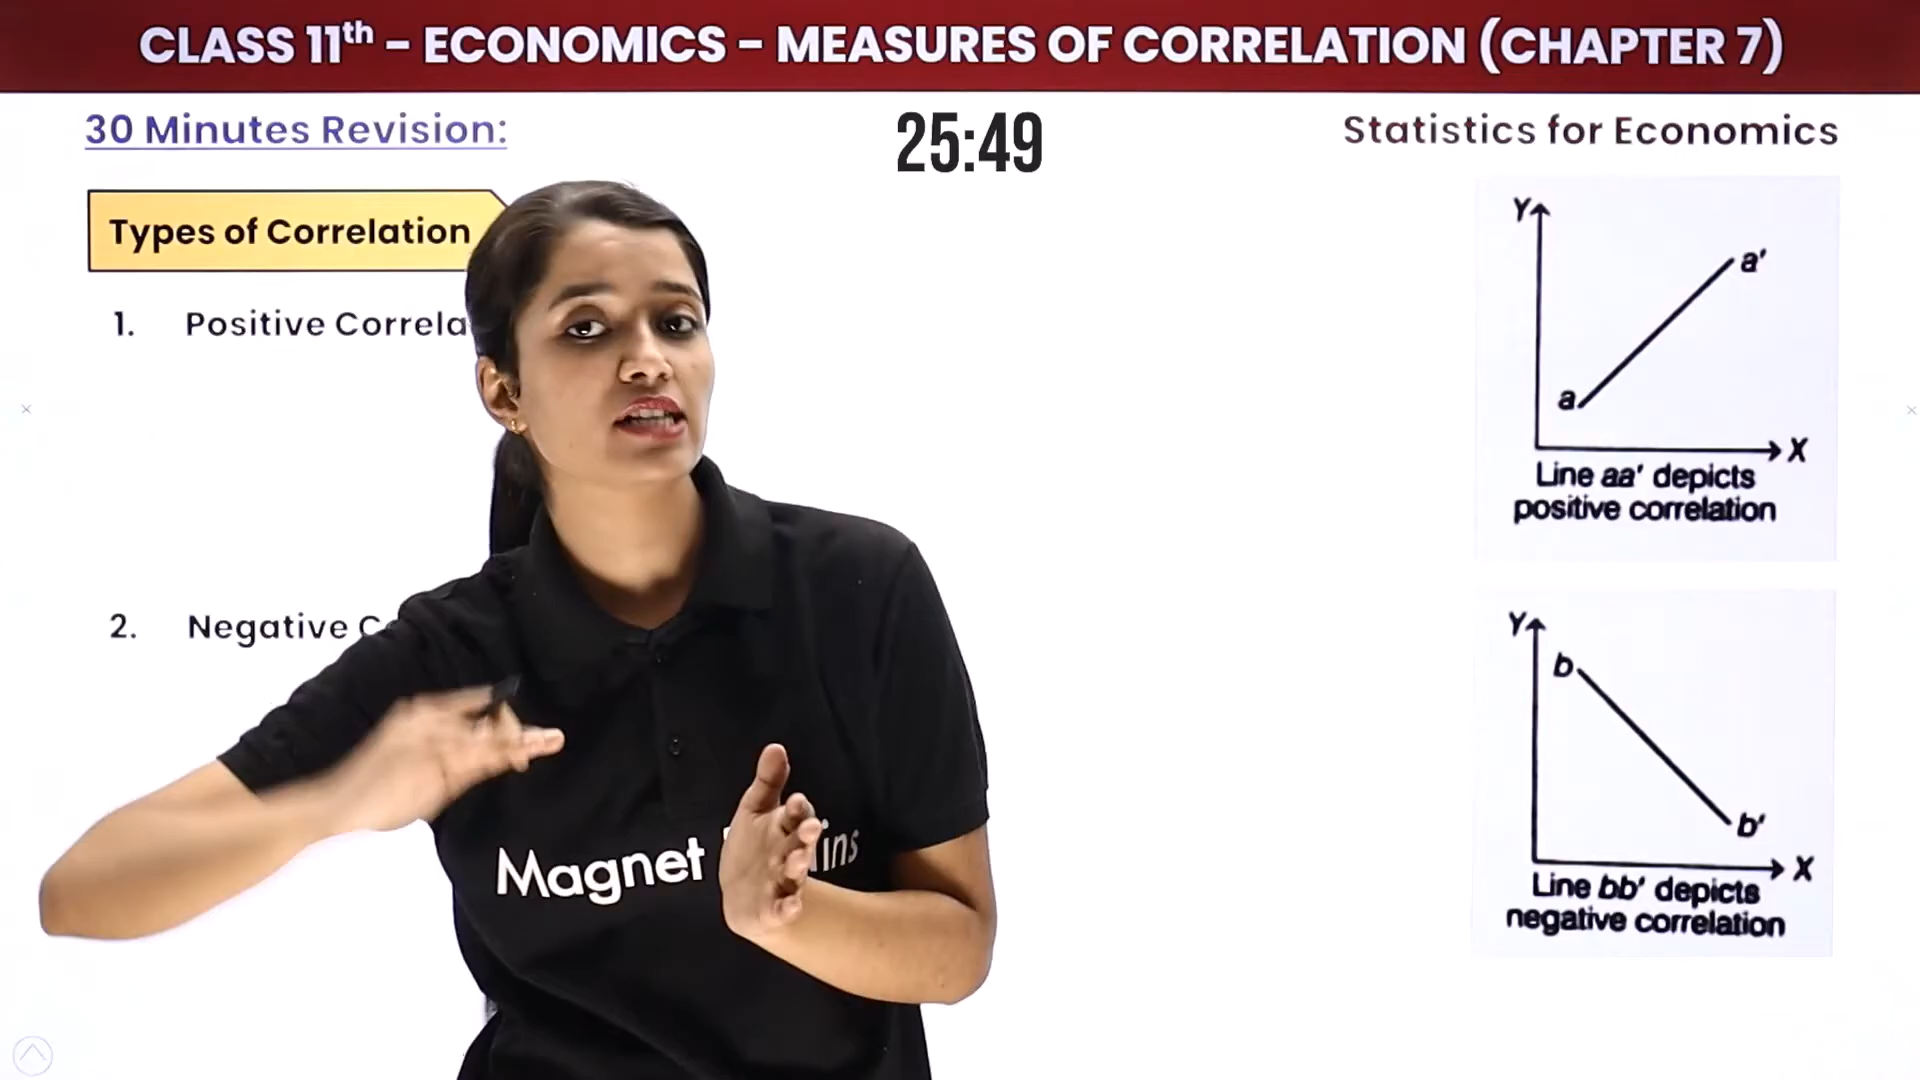 CLASS 11th - ECONOMICS - MEASURES OF CORRELATION (CHAPTER 7)
30 Minutes Revision:
25:49
Statistics for Economics
Types of Correlation
1. Positive Correla
2. Negative C
Y
a'
a
X
Line aa' depicts
positive correlation
Y
b
b'
X
Line bb' depicts
negative correlation
Magnet
ins